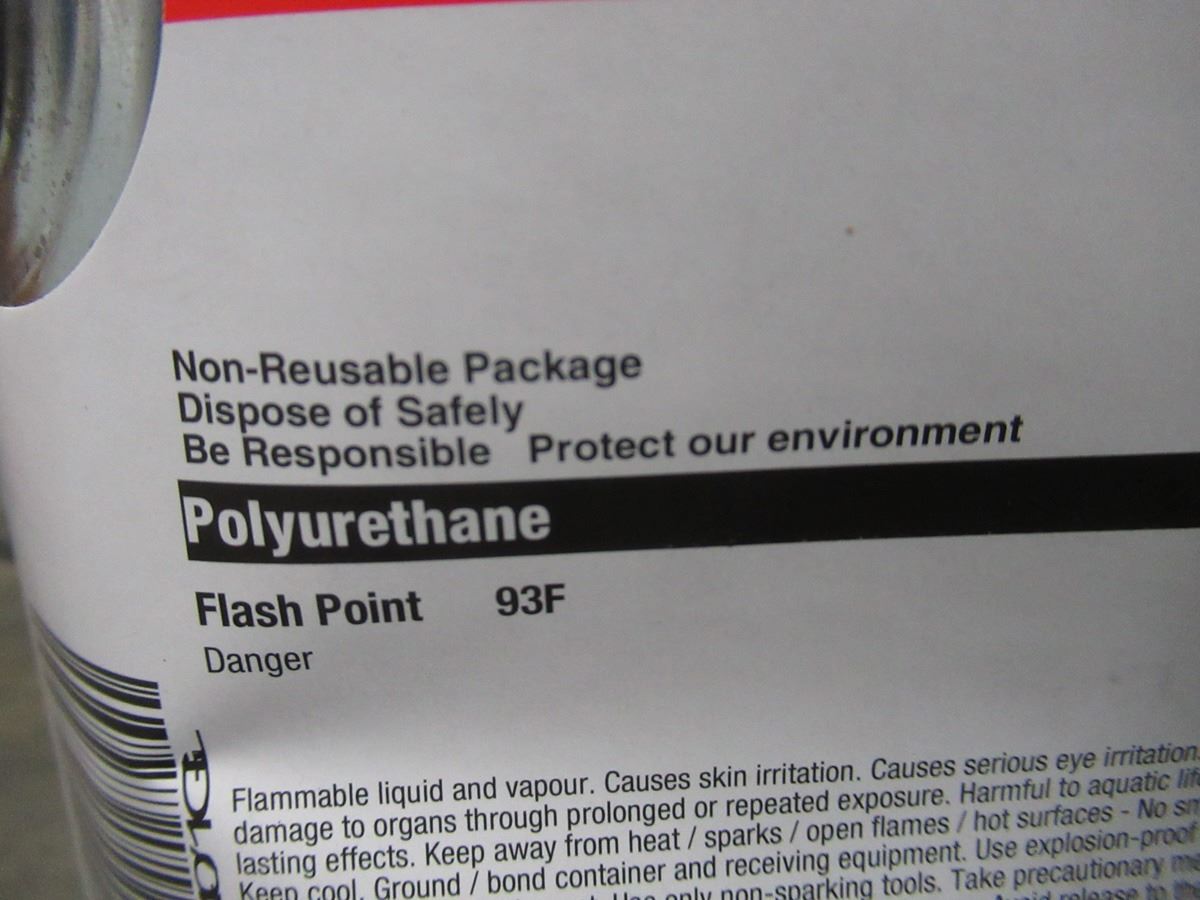 Non-Reusable Package
Dispose of Safely
Be Responsible Protect our environment
Polyurethane
Flash Point 93F
Danger
Flammable liquid and vapour. Causes skin irritation. Causes serious eye irritation.
damage to organs through prolonged or repeated exposure. Harmful to aquatic
lasting effects. Keep away from heat / sparks / open flames / hot surfaces - No
Keep cool. Ground / bond container and receiving equipment. Use explosion-proof
only non-sparking tools. Take precautionary
release to